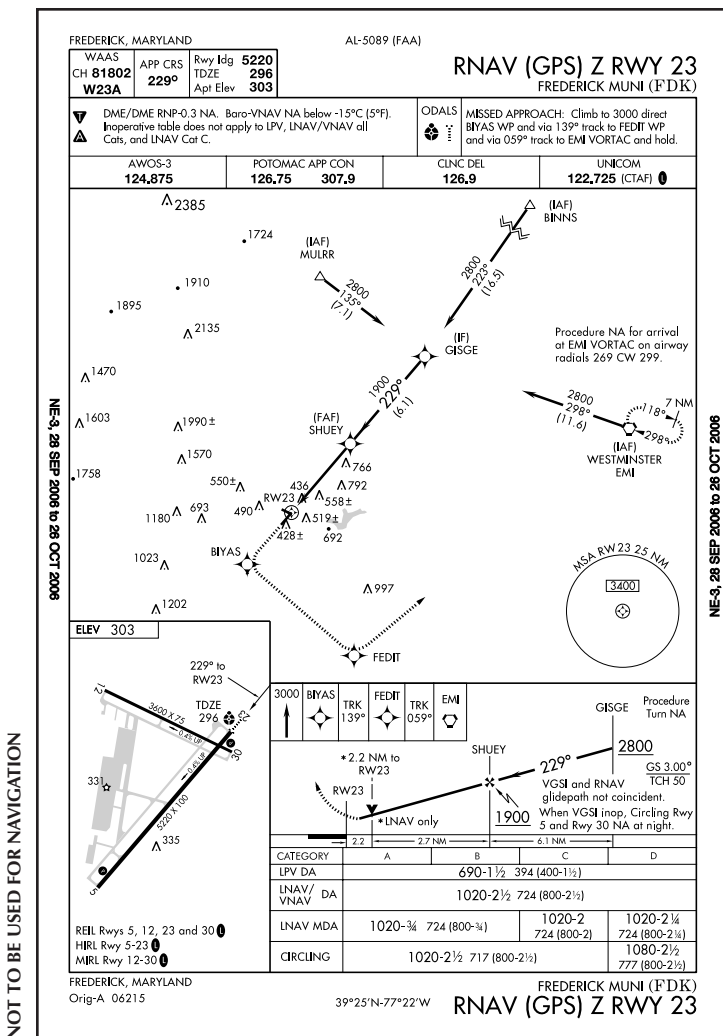 FREDERICK, MARYLAND
AL-5089 (FAA)
WAAS
CH 81802
W23A
APP CRS
229°
Rwy ldg 5220
TDZE 296
Apt Elev 303
RNAV (GPS) Z RWY 23
FREDERICK MUNI (FDK)
T
A
DME/DME RNP-0.3 NA. Baro-VNAV NA below -15°C (5°F).
Inoperative table does not apply to LPV, LNAV/VNAV all
Cats, and LNAV Cat C.
ODALS
MISSED APPROACH: Climb to 3000 direct
BIYAS WP and via 139° track to FEDIT WP
and via 059° track to EMI VORTAC and hold.
AWOS-3
124.875
POTOMAC APP CON
126.75 307.9
CLNC DEL
126.9
UNICOM
122.725 (CTAF) L
2385
1724
1910
1895
2135
1470
1603
1990±
1570
1758
550±
490
436
RW23
1180
693
428±
519±
558±
766
792
692
1023
1202
997
(IAF)
MULRR
2800
135°
(7.1)
(IAF)
BINNS
2800
223°
(16.5)
(IF)
GISGE
1900
229°
(6.1)
(FAF)
SHUEY
Procedure NA for arrival
at EMI VORTAC on airway
radials 269 CW 299.
2800
298°
(11.6)
7 NM
118°
298°
(IAF)
WESTMINSTER
EMI
BIYAS
FEDIT
MSA RW23 25 NM
3400
ELEV 303
229° to
RW23
TDZE
296
12
3600 X 75
0.4% UP
23
30
0.4% UP
5220 X 100
331
335
5
A
REIL Rwys 5, 12, 23 and 30 L
HIRL Rwy 5-23 L
MIRL Rwy 12-30 L
3000
BIYAS
TRK
139°
FEDIT
TRK
059°
EMI
GISGE
Procedure
Turn NA
2800
229°
SHUEY
1900
*2.2 NM to
RW23
RW23
*LNAV only
GS 3.00°
TCH 50
VGSI and RNAV
glidepath not coincident.
When VGSI inop, Circling Rwy
5 and Rwy 30 NA at night.
2.2
2.7 NM
6.1 NM
CATEGORY A B C D
LPV DA 690-1½ 394 (400-1½)
LNAV/
VNAV DA 1020-2½ 724 (800-2½)
LNAV MDA 1020-¾ 724 (800-¾) 1020-2 724 (800-2) 1020-2¼ 724 (800-2¼)
CIRCLING 1020-2½ 717 (800-2½) 1080-2½ 777 (800-2½)
FREDERICK, MARYLAND
Orig-A 06215
39°25'N-77°22'W
FREDERICK MUNI (FDK)
RNAV (GPS) Z RWY 23
NE-3, 28 SEP 2006 to 26 OCT 2006
NE-3, 28 SEP 2006 to 26 OCT 2006
NOT TO BE USED FOR NAVIGATION